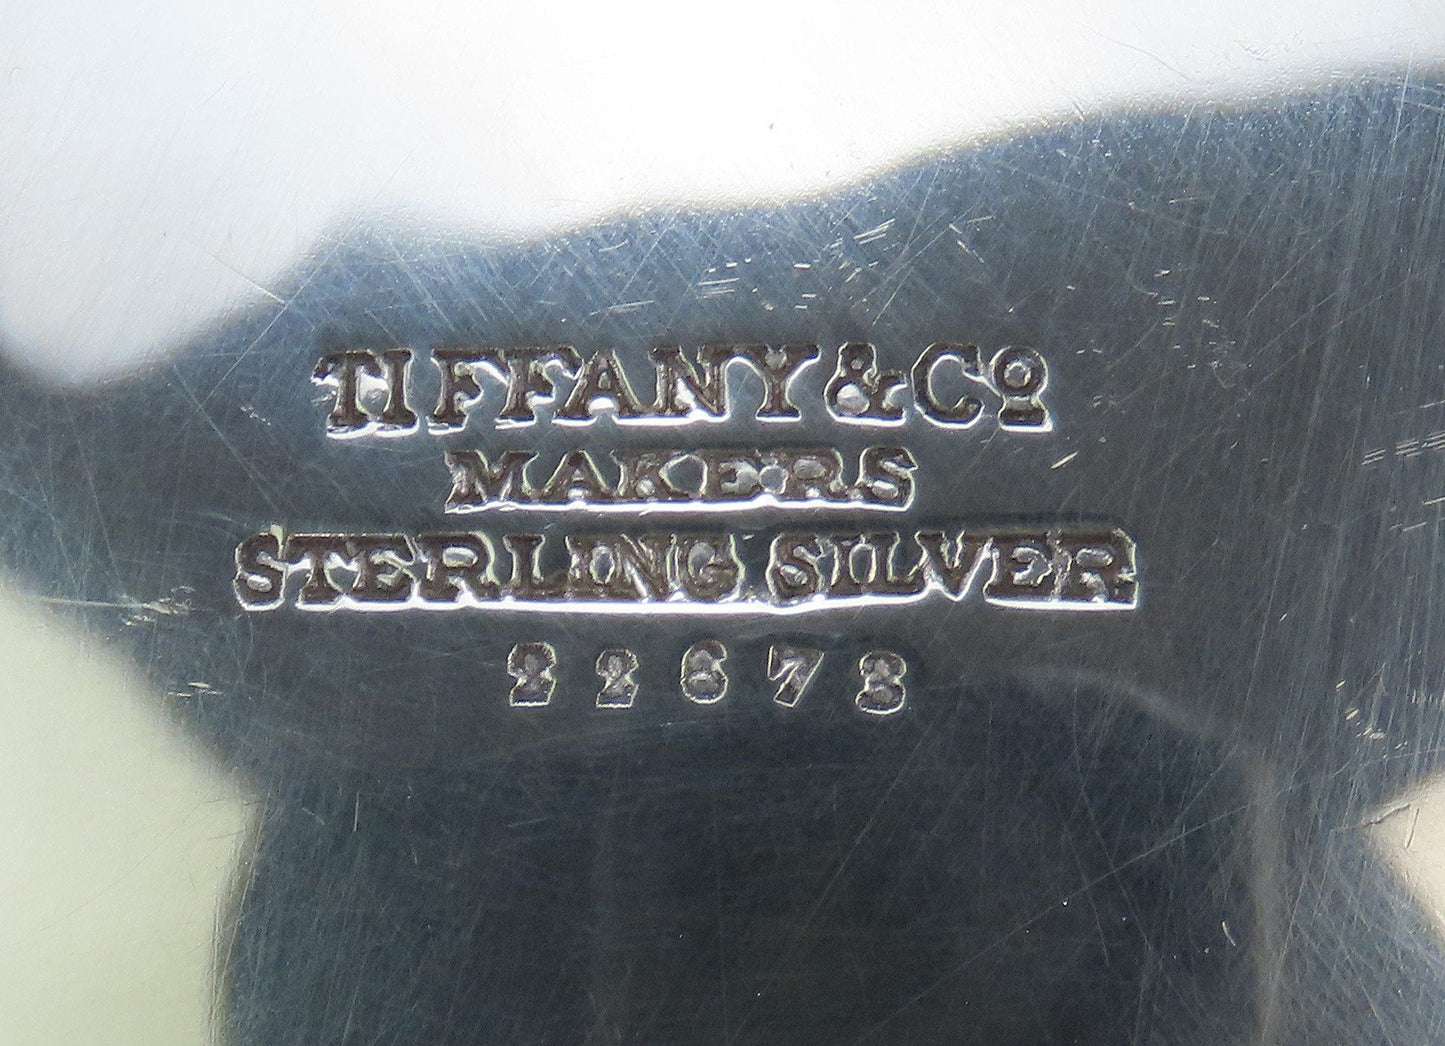 TIFFANY & Cº
MAKERS
STERLING SILVER
22673